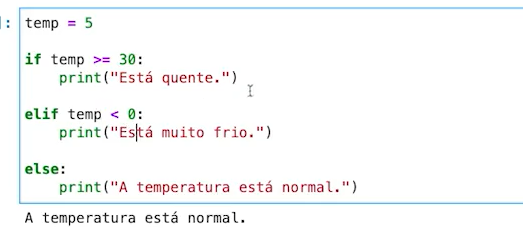 ]:
temp = 5
if temp >= 30:
    print("Está quente.")
elif temp < 0:
    print("Está muito frio.")
else:
    print("A temperatura está normal.")
A temperatura está normal.